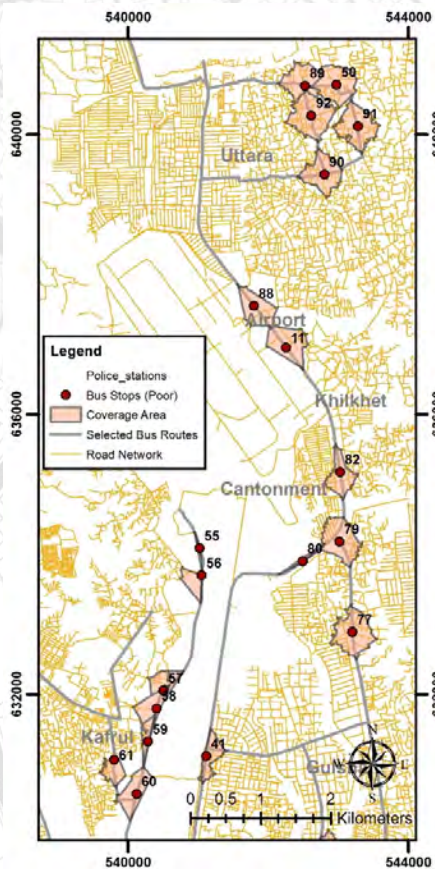 540000 544000
89 50
92
91
640000
Uttara
90
88
Airport
11
Legend
Police_stations
Bus Stops (Poor)
Coverage Area
Selected Bus Routes
Road Network
636000
Khilkhet
82
Cantonment
79
55
80
56
77
57
58
632000
59
Kafrul
41
61
60
N
W E
S
0 0.5 1 2
Kilometers
540000 544000